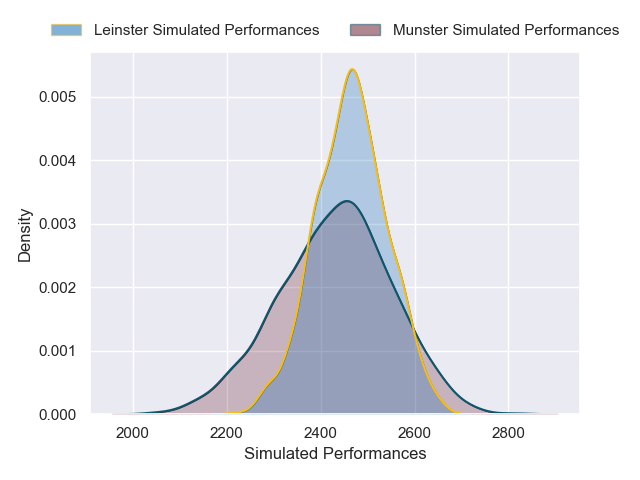 Leinster Simulated Performances
Munster Simulated Performances
0.005
0.004
0.003
0.002
0.001
0.000
Density
2000
2200
2400
2600
2800
Simulated Performances